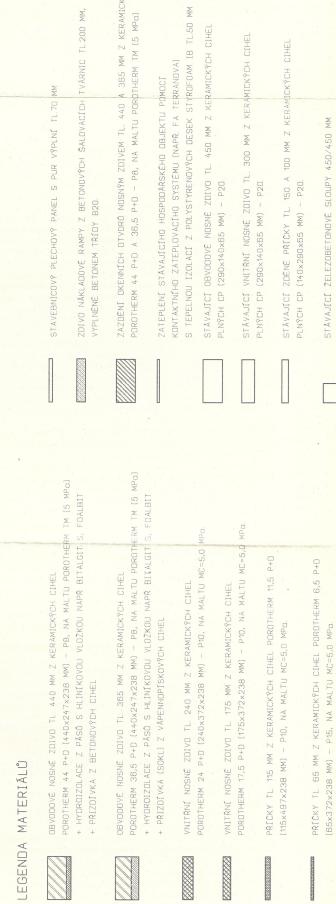 LEGENDA MATERIÁLŮ
OBVODOVÉ NOSNÉ ZDIVO TL. 440 MM Z KERAMICKÝCH CIHEL
POROTHERM 44 P+D (440x247x238 MM) - P8, NA MALTU POROTHERM TM (5 MPa)
+ HYDROIZOLACE Z PÁSŮ S HLINÍKOVOU VLOŽKOU NAPŘ BITALGIT S, FOALBIT
+ PŘIZDÍVKA Z BETONOVÝCH CIHEL
OBVODOVÉ NOSNÉ ZDIVO TL. 365 MM Z KERAMICKÝCH CIHEL
POROTHERM 36,5 P+D (365x247x238 MM) - P8, NA MALTU POROTHERM TM (5 MPa)
+ HYDROIZOLACE Z PÁSŮ S HLINÍKOVOU VLOŽKOU NAPŘ BITALGIT S, FOALBIT
+ PŘIZDÍVKA (SOKL) Z VÁPENNOPÍSKOVÝCH CIHEL
VNITŘNÍ NOSNÉ ZDIVO TL 240 MM Z KERAMICKÝCH CIHEL
POROTHERM 24 P+D (240x372x238 MM) - P10, NA MALTU MC=5,0 MPa
VNITŘNÍ NOSNÉ ZDIVO TL 175 MM Z KERAMICKÝCH CIHEL
POROTHERM 17,5 P+D (175x372x238 MM) - P10, NA MALTU MC=5,0 MPa
PŘÍČKY TL 115 MM Z KERAMICKÝCH CIHEL POROTHERM 11,5 P+D
(115x497x238 MM) - P10, NA MALTU MC=5,0 MPa
PŘÍČKY TL 65 MM Z KERAMICKÝCH CIHEL POROTHERM 6,5 P+D
(65x372x238 MM) - P15, NA MALTU MC=5,0 MPa
STAVEBNICOVÝ PLECHOVÝ PANEL S PUR VÝPLNÍ TL.70 MM
ZDIVO NÁKLADOVÉ RAMPY Z BETONOVÝCH ŠALOVACÍCH TVÁRNIC TL.200 MM,
VYPLNĚNÉ BETONEM TŘÍDY B20
ZAZDĚNÍ OKENNÍCH OTVORŮ NOSNÝM ZDIVEM TL. 440 A 365 MM Z KERAMICK
POROTHERM 44 P+D A 36,5 P+D - P8, NA MALTU POROTHERM TM (5 MPa)
ZATEPLENÍ STÁVAJÍCÍHO HOSPODÁŘSKÉHO OBJEKTU POMOCÍ
KONTAKTNÍHO ZATEPLOVACÍHO SYSTÉMU (NAPŘ. FA TERRANOVA)
S TEPELNOU IZOLACÍ Z POLYSTYRENOVÝCH DESEK STYROFOAM IB TL.50 MM
STÁVAJÍCÍ OBVODOVÉ NOSNÉ ZDIVO TL. 450 MM Z KERAMICKÝCH CIHEL
PLNÝCH CP (290x140x65 MM) - P20
STÁVAJÍCÍ VNITŘNÍ NOSNÉ ZDIVO TL. 300 MM Z KERAMICKÝCH CIHEL
PLNÝCH CP (290x140x65 MM) - P20
STÁVAJÍCÍ ZDĚNÉ PŘÍČKY TL. 150 A 100 MM Z KERAMICKÝCH CIHEL
PLNÝCH CP (140x290x65 MM) - P20
STÁVAJÍCÍ ŽELEZOBETONOVÉ SLOUPY 450/450 MM